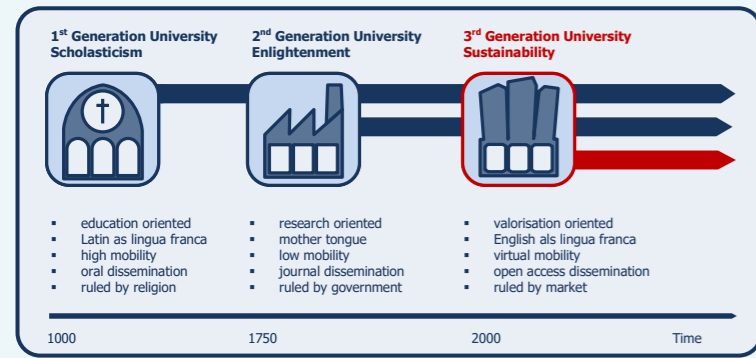 1st Generation University
Scholasticism
2nd Generation University
Enlightenment
3rd Generation University
Sustainability
▪ education oriented
▪ Latin as lingua franca
▪ high mobility
▪ oral dissemination
▪ ruled by religion
▪ research oriented
▪ mother tongue
▪ low mobility
▪ journal dissemination
▪ ruled by government
▪ valorisation oriented
▪ English als lingua franca
▪ virtual mobility
▪ open access dissemination
▪ ruled by market
1000
1750
2000
Time